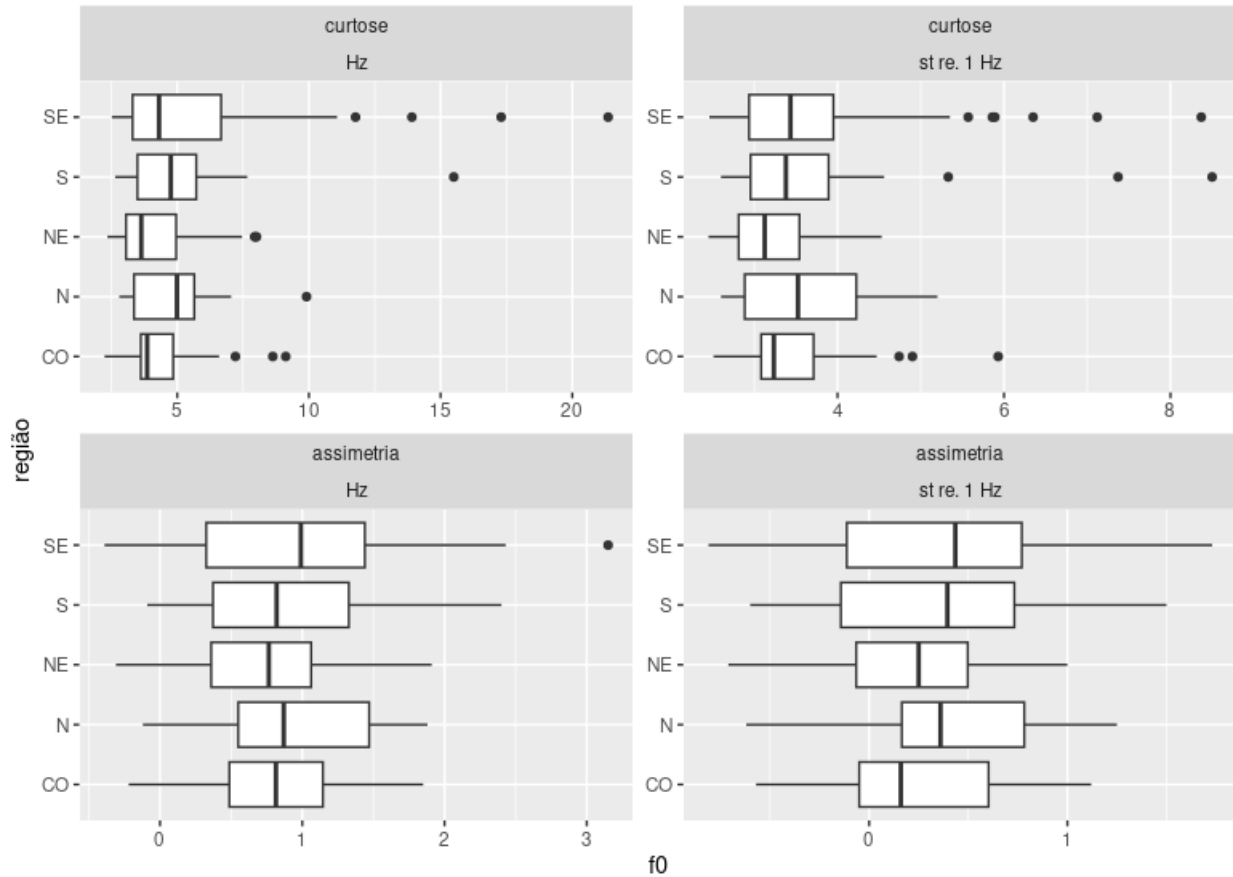 curtose
Hz
curtose
st re. 1 Hz
SE
S
NE
N
CO
5 10 15 20
4 6 8
assimetria
Hz
assimetria
st re. 1 Hz
SE
S
NE
N
CO
SE
S
NE
N
CO
SE
S
NE
N
CO
0 1 2 3
0 1
região
f0